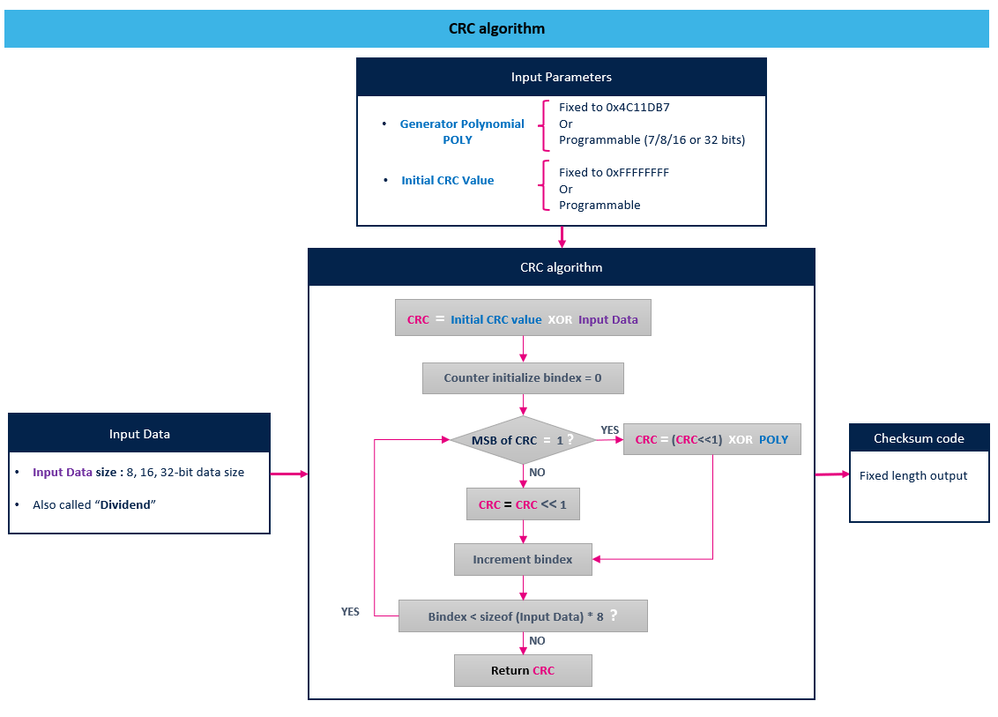 CRC algorithm
Input Parameters
• Generator Polynomial
POLY
Fixed to 0x4C11DB7
Or
Programmable (7/8/16 or 32 bits)
• Initial CRC Value
Fixed to 0xFFFFFFFF
Or
Programmable
CRC algorithm
CRC = Initial CRC value XOR Input Data
Counter initialize bindex = 0
MSB of CRC = 1 ?
YES
CRC = (CRC<<1) XOR POLY
NO
CRC = CRC << 1
Increment bindex
Bindex < sizeof (Input Data) * 8 ?
YES
NO
Return CRC
Input Data
• Input Data size : 8, 16, 32-bit data size
• Also called “Dividend”
Checksum code
Fixed length output